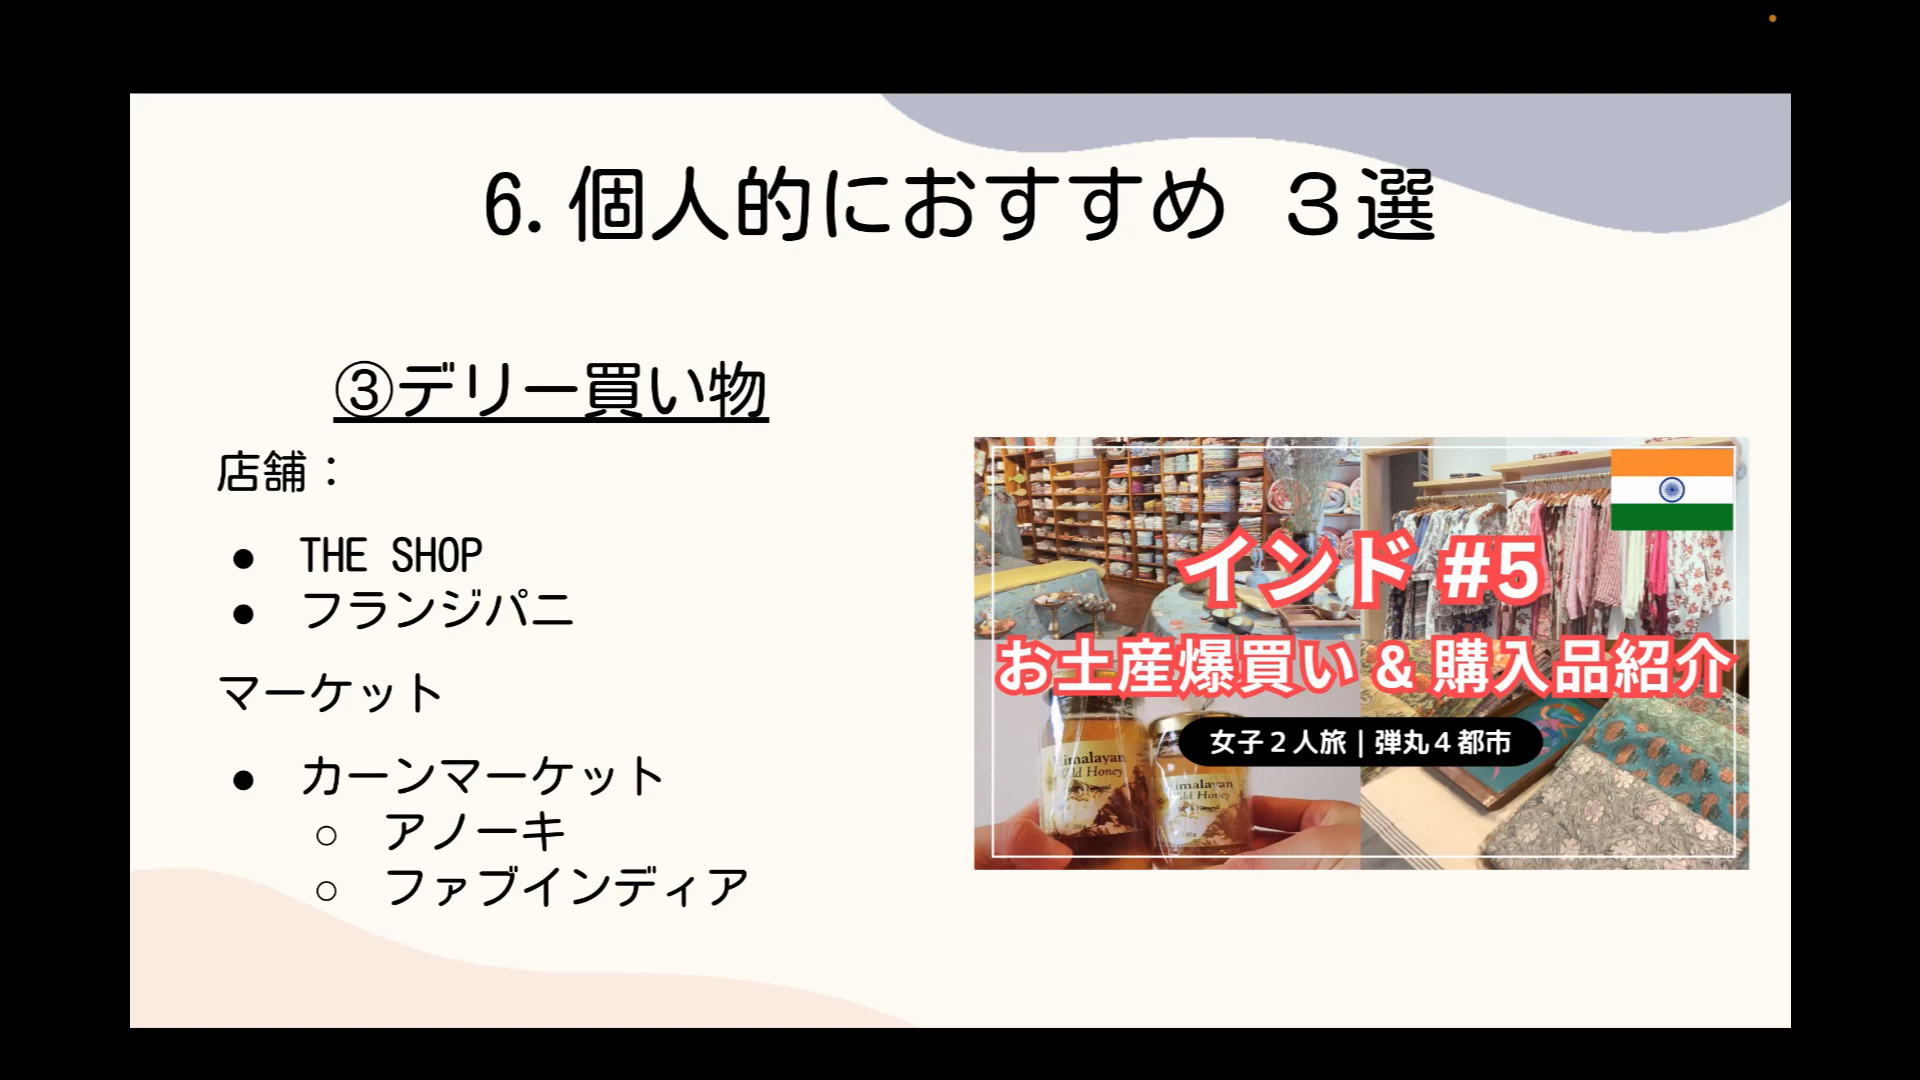 6. 個人的におすすめ ３選
③デリー買い物
店舗：
● THE SHOP
● フランジパニ
マーケット
● カーンマーケット
○ アノーキ
○ ファブインディア
インド #5
お土産爆買い & 購入品紹介
女子２人旅 | 弾丸４都市
Himalayan
Wild Honey
Himalayan
Wild Honey